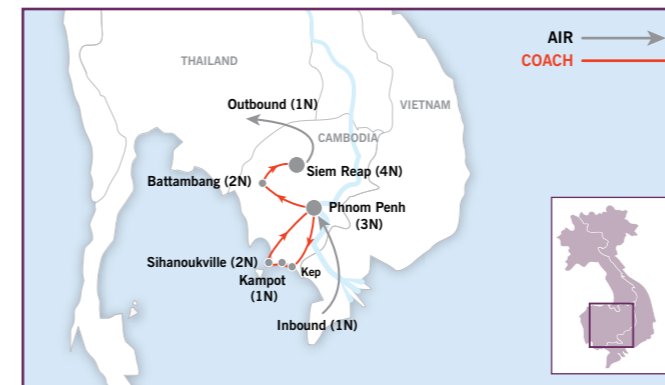 AIR
COACH
THAILAND
Outbound (1N)
VIETNAM
CAMBODIA
Siem Reap (4N)
Battambang (2N)
Phnom Penh
(3N)
Sihanoukville (2N)
Kep
Kampot
(1N)
Inbound (1N)